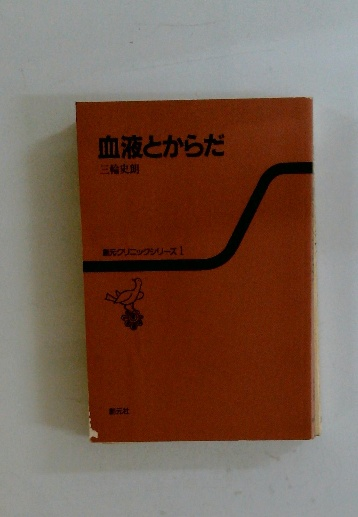 血液とからだ
三輪史朗
創元クリニックシリーズ1
創元社